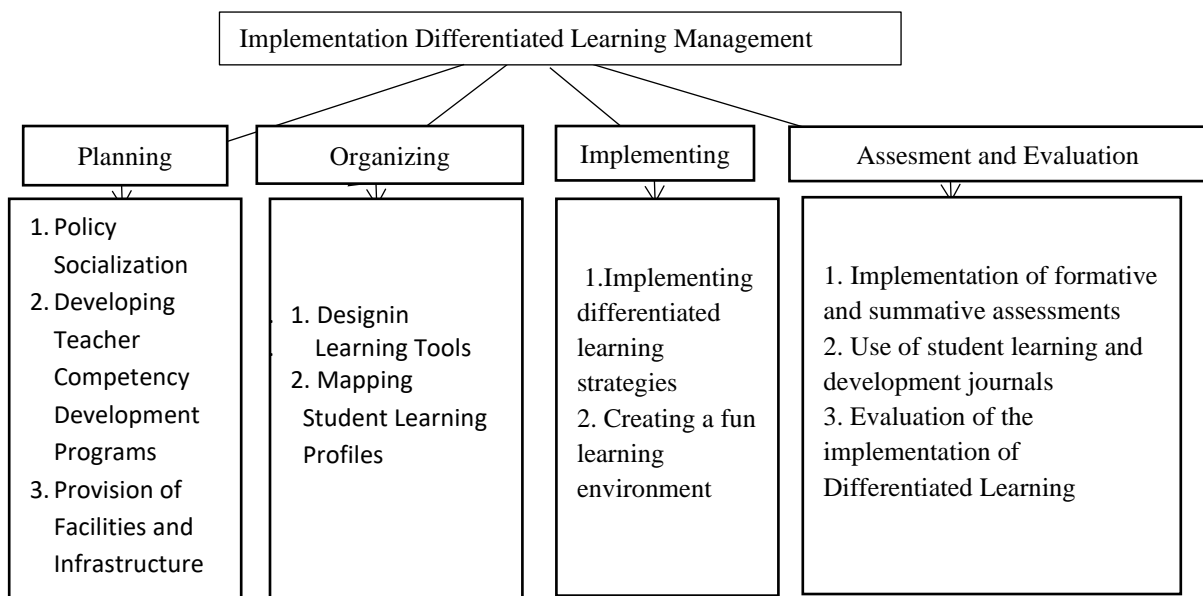 Implementation Differentiated Learning Management
Planning
Organizing
Implementing
Assesment and Evaluation
1. Policy
Socialization
2. Developing
Teacher
Competency
Development
Programs
3. Provision of
Facilities and
Infrastructure
1. Designin
Learning Tools
2. Mapping
Student Learning
Profiles
1.Implementing
differentiated
learning
strategies
2. Creating a fun
learning
environment
1. Implementation of formative
and summative assessments
2. Use of student learning and
development journals
3. Evaluation of the
implementation of
Differentiated Learning